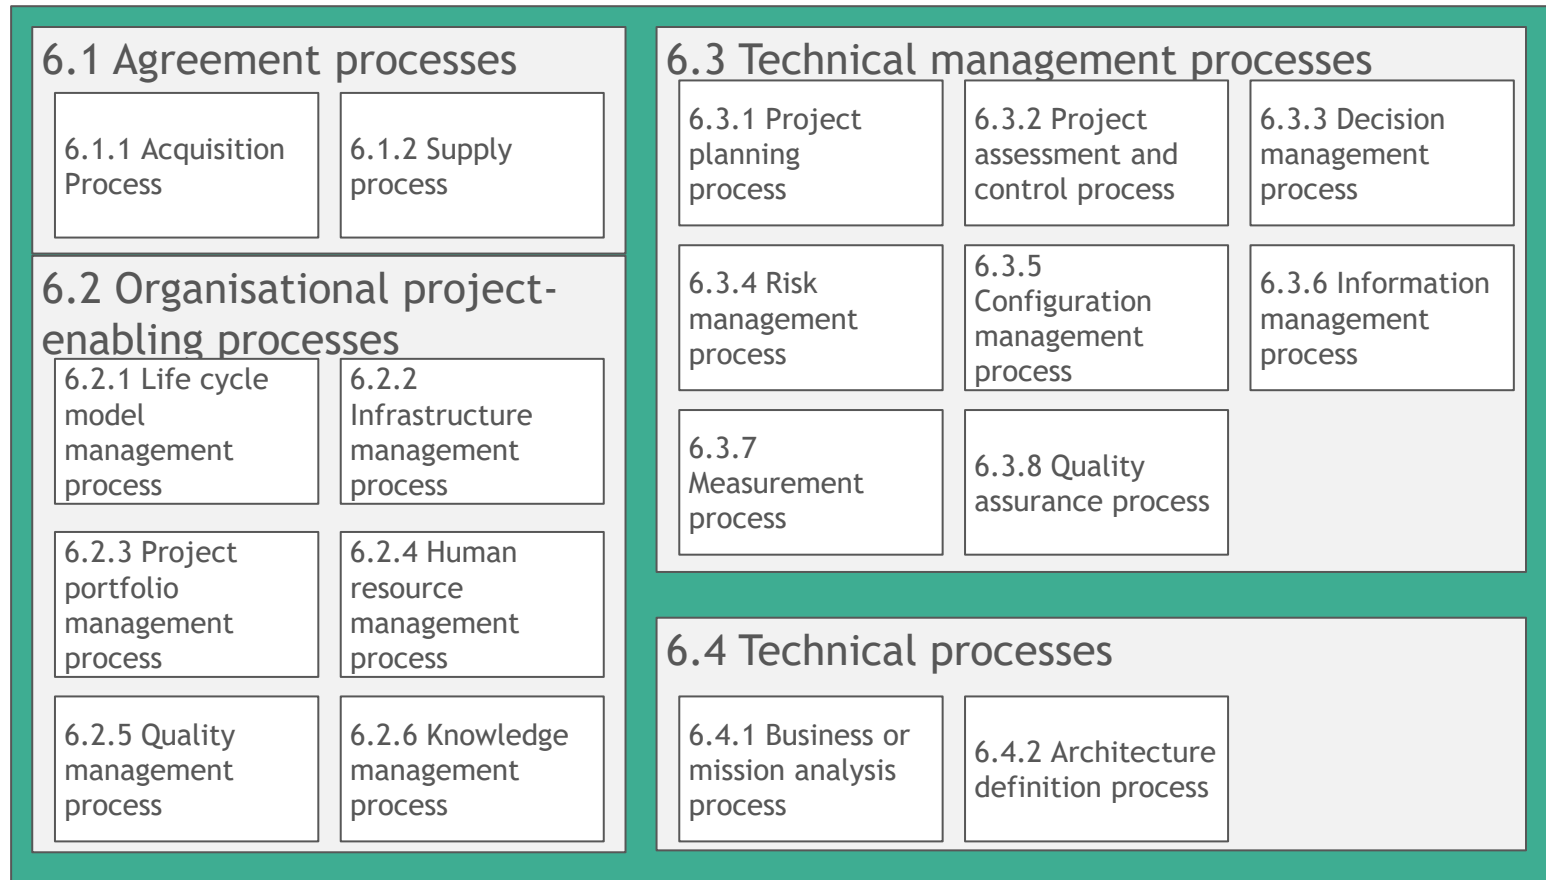 6.1 Agreement processes
6.1.1 Acquisition
Process
6.1.2 Supply
process
6.2 Organisational project-
enabling processes
6.2.1 Life cycle
model
management
process
6.2.2
Infrastructure
management
process
6.2.3 Project
portfolio
management
process
6.2.4 Human
resource
management
process
6.2.5 Quality
management
process
6.2.6 Knowledge
management
process
6.3 Technical management processes
6.3.1 Project
planning
process
6.3.2 Project
assessment and
control process
6.3.3 Decision
management
process
6.3.4 Risk
management
process
6.3.5
Configuration
management
process
6.3.6 Information
management
process
6.3.7
Measurement
process
6.3.8 Quality
assurance process
6.4 Technical processes
6.4.1 Business or
mission analysis
process
6.4.2 Architecture
definition process